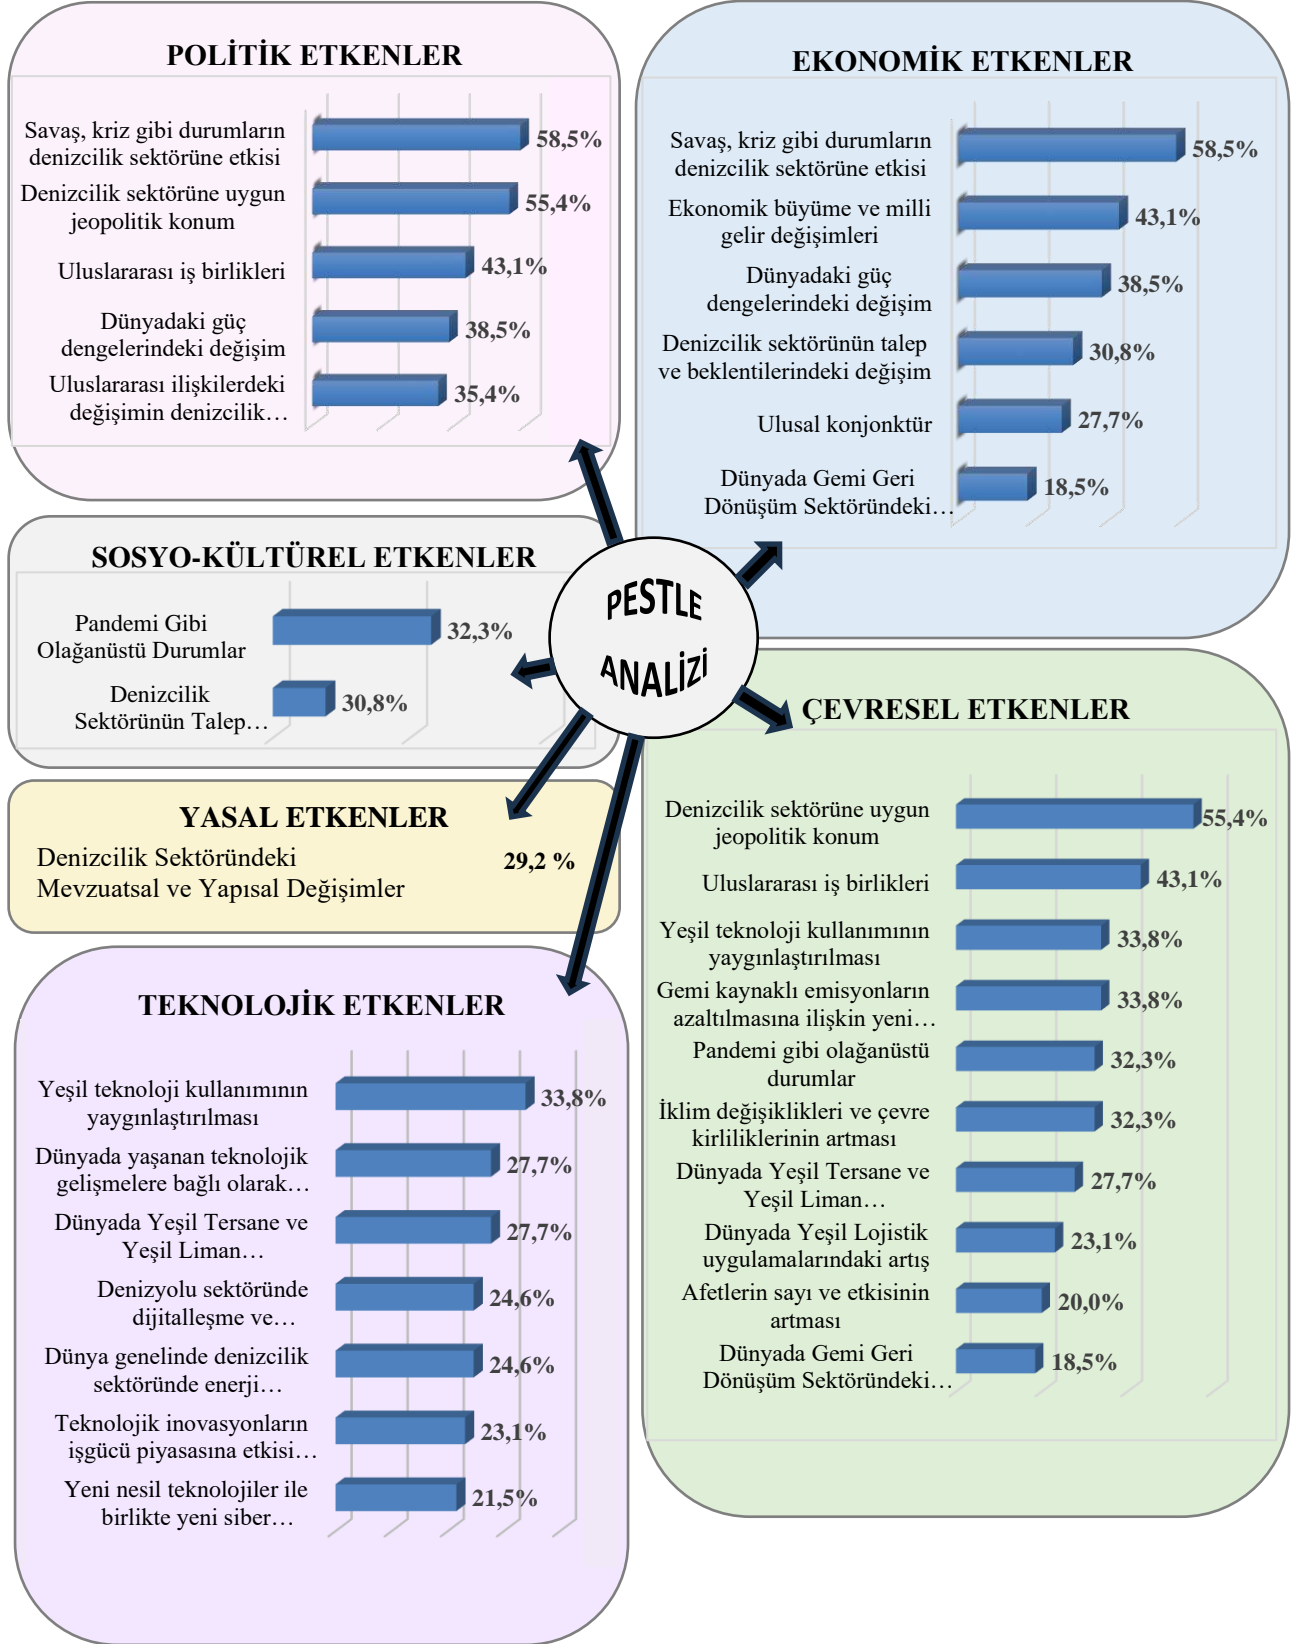 POLİTİK ETKENLER
Savaş, kriz gibi durumların
denizcilik sektörüne etkisi
58,5%
Denizcilik sektörüne uygun
jeopolitik konum
55,4%
Uluslararası iş birlikleri
43,1%
Dünyadaki güç
dengelerindeki değişim
38,5%
Uluslararası ilişkilerdeki
değişimin denizcilik…
35,4%
EKONOMİK ETKENLER
Savaş, kriz gibi durumların
denizcilik sektörüne etkisi
58,5%
Ekonomik büyüme ve milli
gelir değişimleri
43,1%
Dünyadaki güç
dengelerindeki değişim
38,5%
Denizcilik sektörünün talep
ve beklentilerindeki değişim
30,8%
Ulusal konjonktür
27,7%
Dünyada Gemi Geri
Dönüşüm Sektöründeki…
18,5%
SOSYO-KÜLTÜREL ETKENLER
Pandemi Gibi
Olağanüstü Durumlar
32,3%
Denizcilik
Sektörünün Talep…
30,8%
PESTLE
ANALİZİ
YASAL ETKENLER
Denizcilik Sektöründeki
Mevzuatsal ve Yapısal Değişimler
29,2 %
ÇEVRESEL ETKENLER
Denizcilik sektörüne uygun
jeopolitik konum
55,4%
Uluslararası iş birlikleri
43,1%
Yeşil teknoloji kullanımının
yaygınlaştırılması
33,8%
Gemi kaynaklı emisyonların
azaltılmasına ilişkin yeni…
33,8%
Pandemi gibi olağanüstü
durumlar
32,3%
İklim değişiklikleri ve çevre
kirliliklerinin artması
32,3%
Dünyada Yeşil Tersane ve
Yeşil Liman…
27,7%
Dünyada Yeşil Lojistik
uygulamalarındaki artış
23,1%
Afetlerin sayı ve etkisinin
artması
20,0%
Dünyada Gemi Geri
Dönüşüm Sektöründeki…
18,5%
TEKNOLOJİK ETKENLER
Yeşil teknoloji kullanımının
yaygınlaştırılması
33,8%
Dünyada yaşanan teknolojik
gelişmelere bağlı olarak…
27,7%
Dünyada Yeşil Tersane ve
Yeşil Liman…
27,7%
Denizyolu sektöründe
dijitalleşme ve…
24,6%
Dünya genelinde denizcilik
sektöründe enerji…
24,6%
Teknolojik inovasyonların
işgücü piyasasına etkisi…
23,1%
Yeni nesil teknolojiler ile
birlikte yeni siber…
21,5%